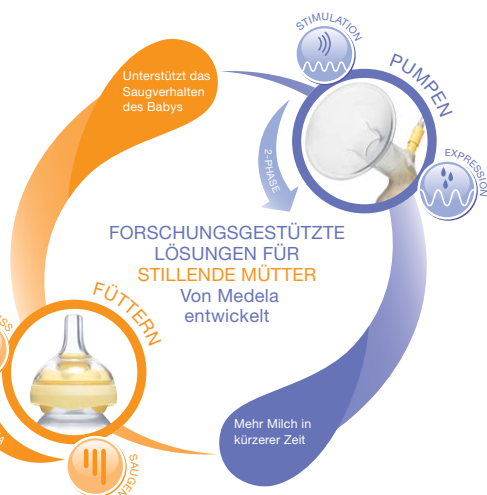 STIMULATION
PUMPEN
Unterstützt das
Saugverhalten
des Babys
2-PHASE
EXPRESSION
FORSCHUNGSGESTÜTZTE
LÖSUNGEN FÜR
STILLENDE MÜTTER
Von Medela
entwickelt
FÜTTERN
Mehr Milch in
kürzerer Zeit
SAUGEN